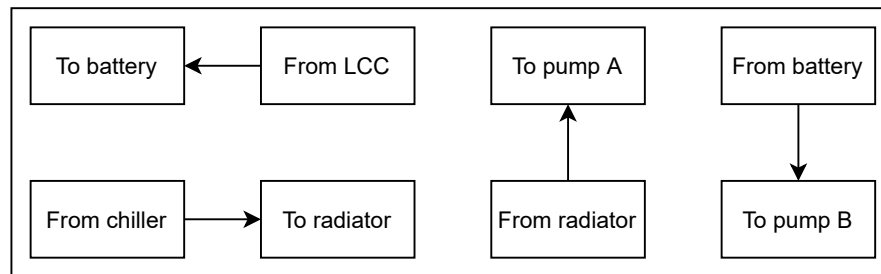 To battery
From LCC
To pump A
From battery
From chiller
To radiator
From radiator
To pump B